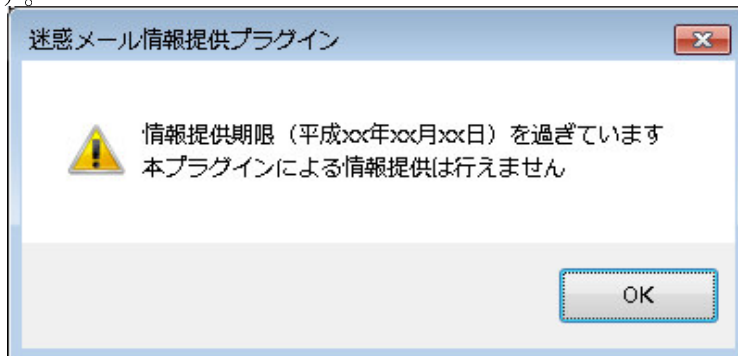 す。
迷惑メール情報提供プラグイン
情報提供期限（平成xx年xx月xx日）を過ぎています
本プラグインによる情報提供は行えません
OK